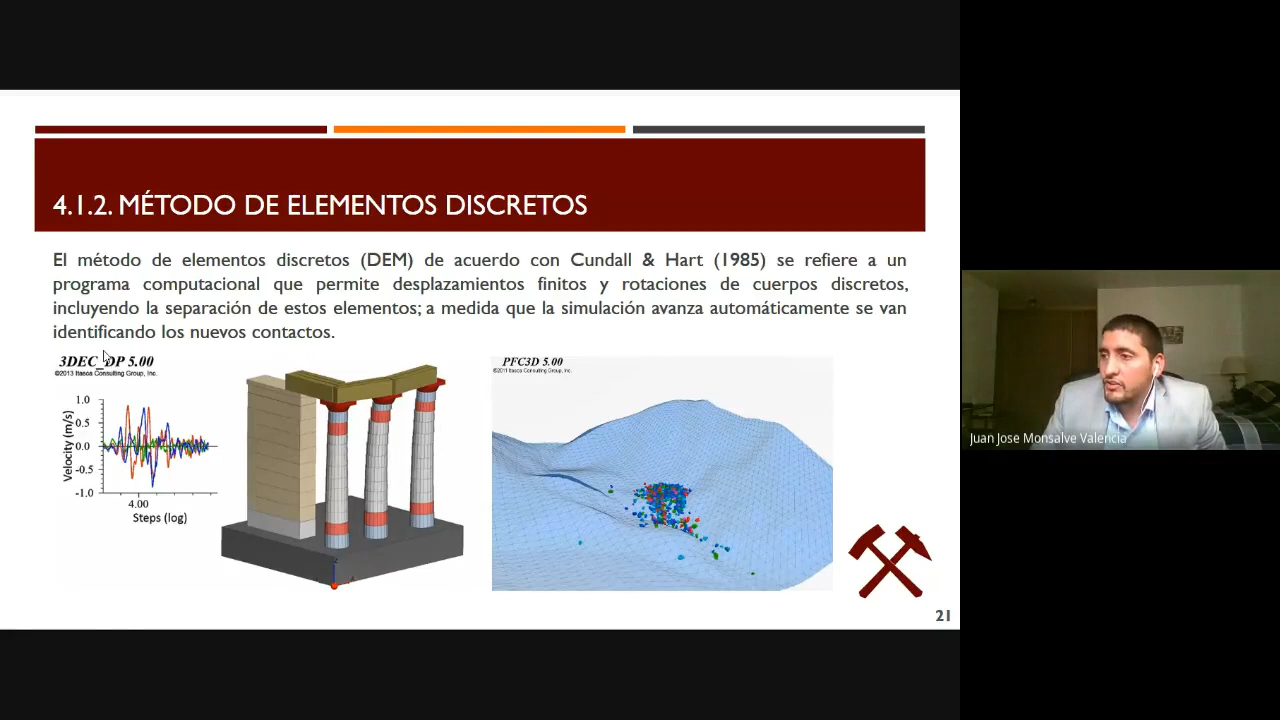 4.1.2. MÉTODO DE ELEMENTOS DISCRETOS
El método de elementos discretos (DEM) de acuerdo con Cundall & Hart (1985) se refiere a un
programa computacional que permite desplazamientos finitos y rotaciones de cuerpos discretos,
incluyendo la separación de estos elementos; a medida que la simulación avanza automáticamente se van
identificando los nuevos contactos.
3DEC_DP 5.00
©2013 Itasca Consulting Group, Inc.
1.0
0.5
0.0
-0.5
-1.0
Velocity (m/s)
4.00
Steps (log)
PFC3D 5.00
©2011 Itasca Consulting Group, Inc.
Juan Jose Monsalve Valencia
21